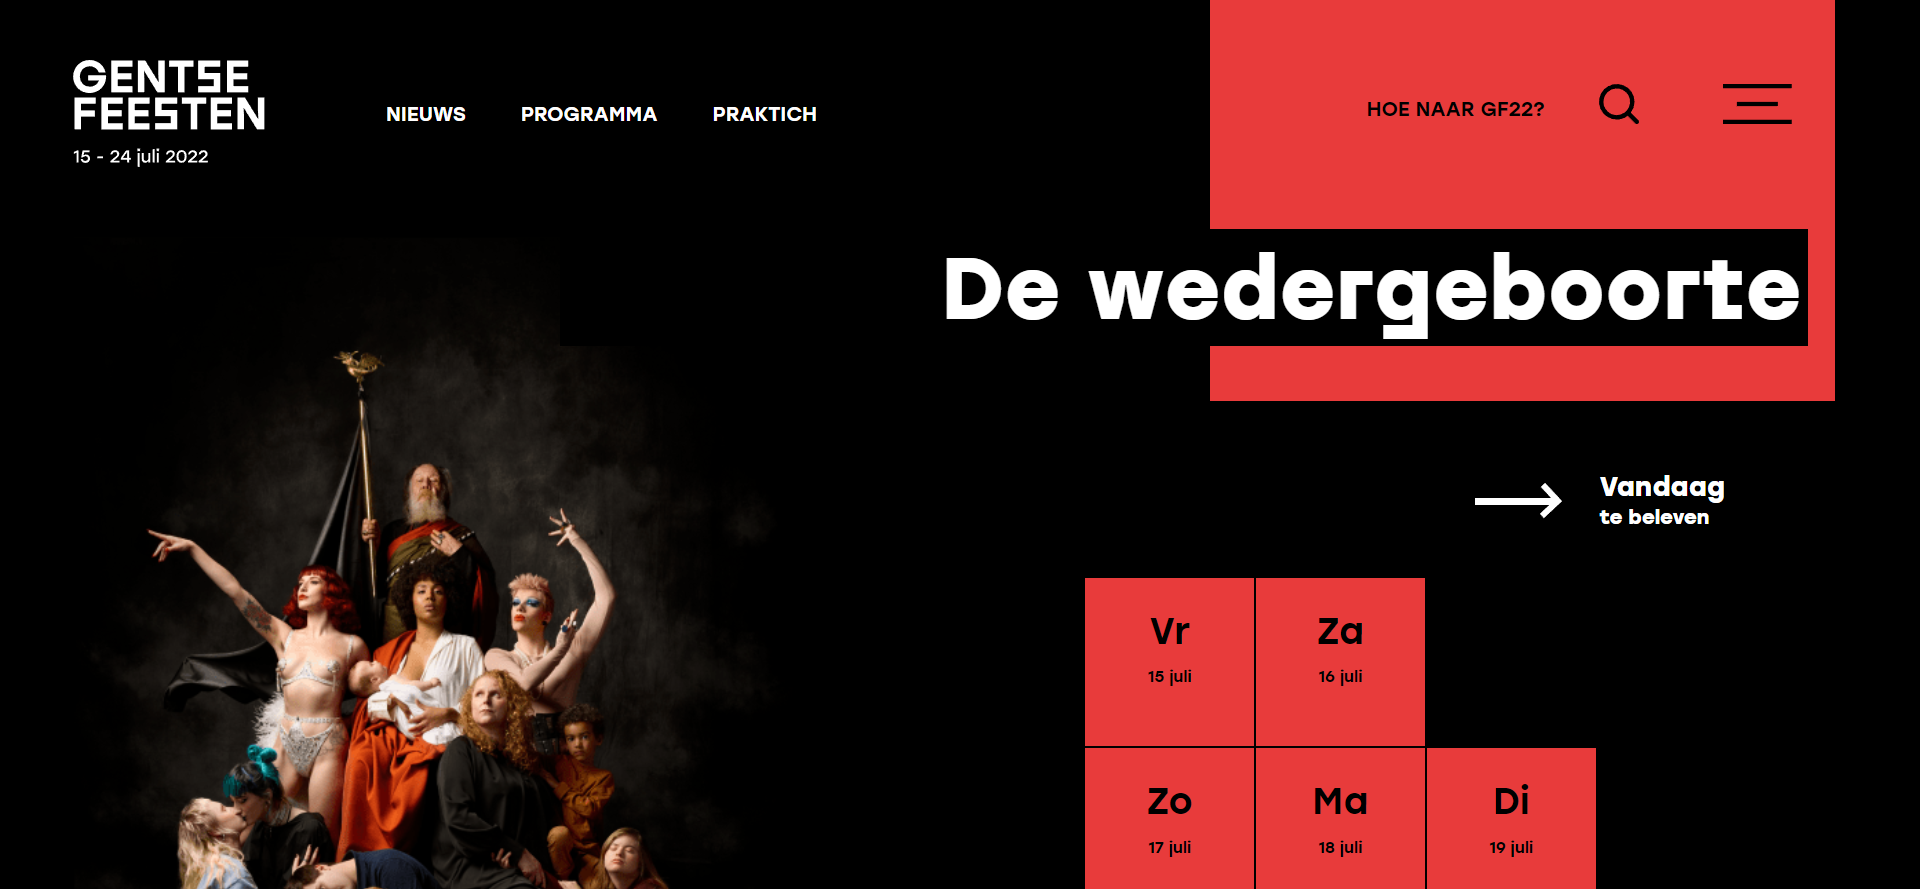 GENTSE
FEESTEN
15 - 24 juli 2022
NIEUWS
PROGRAMMA
PRAKTICH
HOE NAAR GF22?
De wedergeboorte
Vandaag
te beleven
Vr
15 juli
Za
16 juli
Zo
17 juli
Ma
18 juli
Di
19 juli